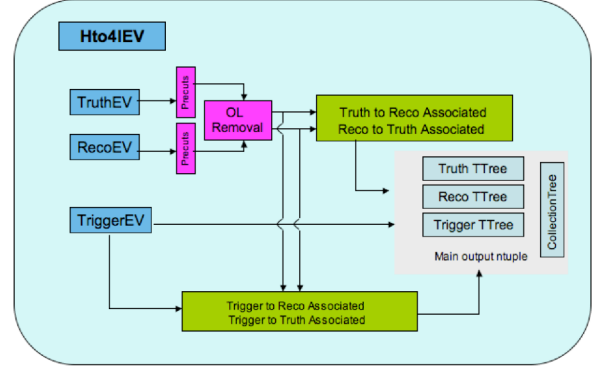 Hto4lEV
TruthEV
Precuts
RecoEV
Precuts
OL
Removal
Truth to Reco Associated
Reco to Truth Associated
Truth TTree
Reco TTree
Trigger TTree
CollectionTree
Main output ntuple
TriggerEV
Trigger to Reco Associated
Trigger to Truth Associated